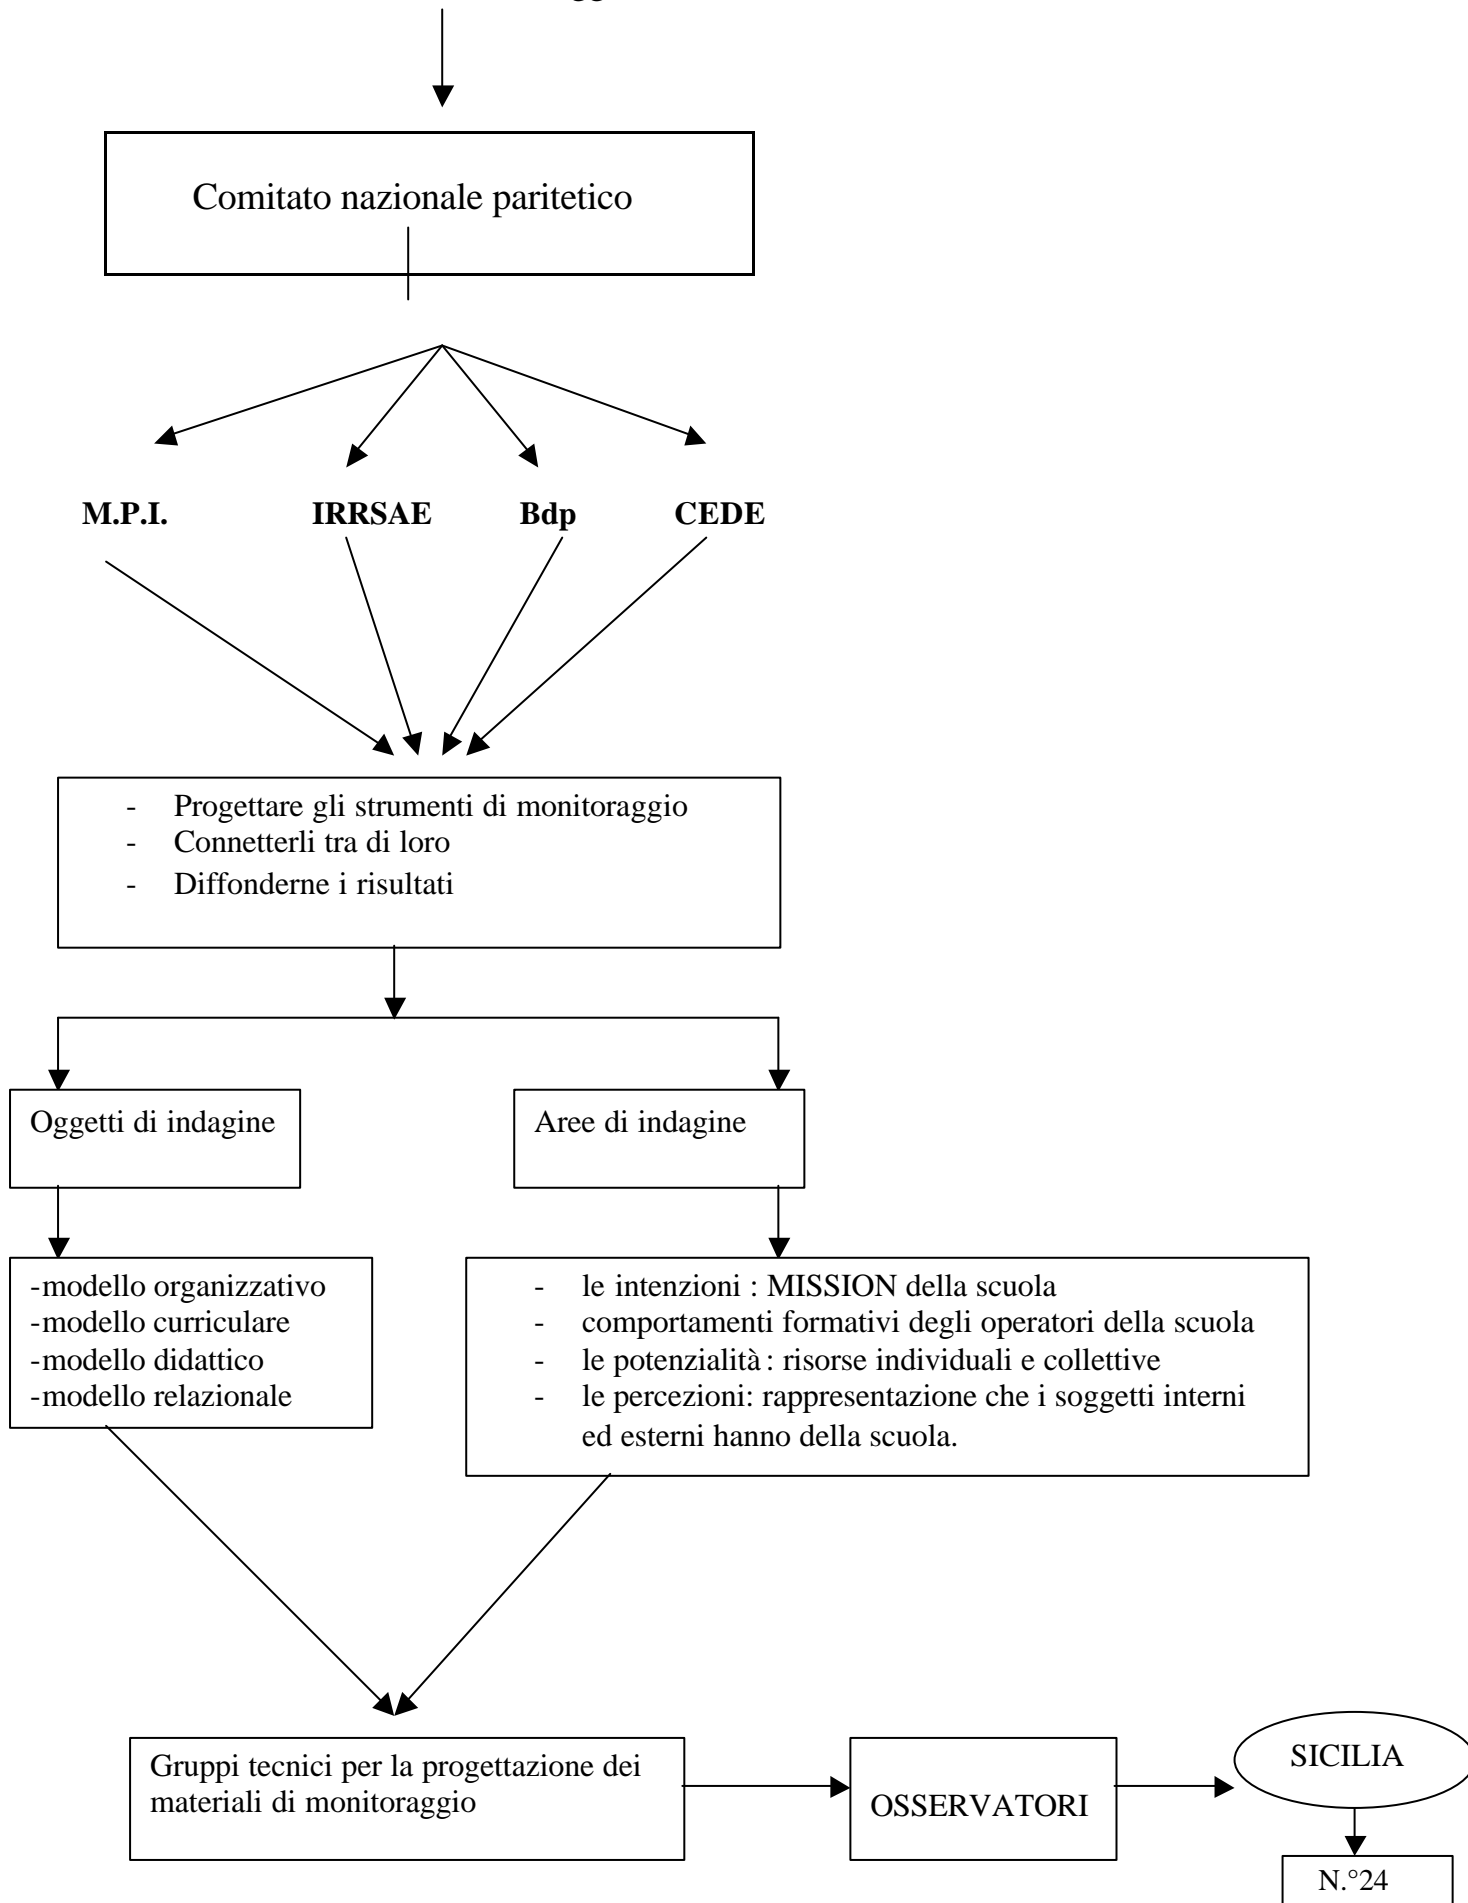 Comitato nazionale paritetico
M.P.I. IRRSAE Bdp CEDE
- Progettare gli strumenti di monitoraggio
- Connetterli tra di loro
- Diffonderne i risultati
Oggetti di indagine
Aree di indagine
-modello organizzativo
-modello curriculare
-modello didattico
-modello relazionale
- le intenzioni : MISSION della scuola
- comportamenti formativi degli operatori della scuola
- le potenzialità : risorse individuali e collettive
- le percezioni: rappresentazione che i soggetti interni
ed esterni hanno della scuola.
Gruppi tecnici per la progettazione dei
materiali di monitoraggio
OSSERVATORI
SICILIA
N.°24